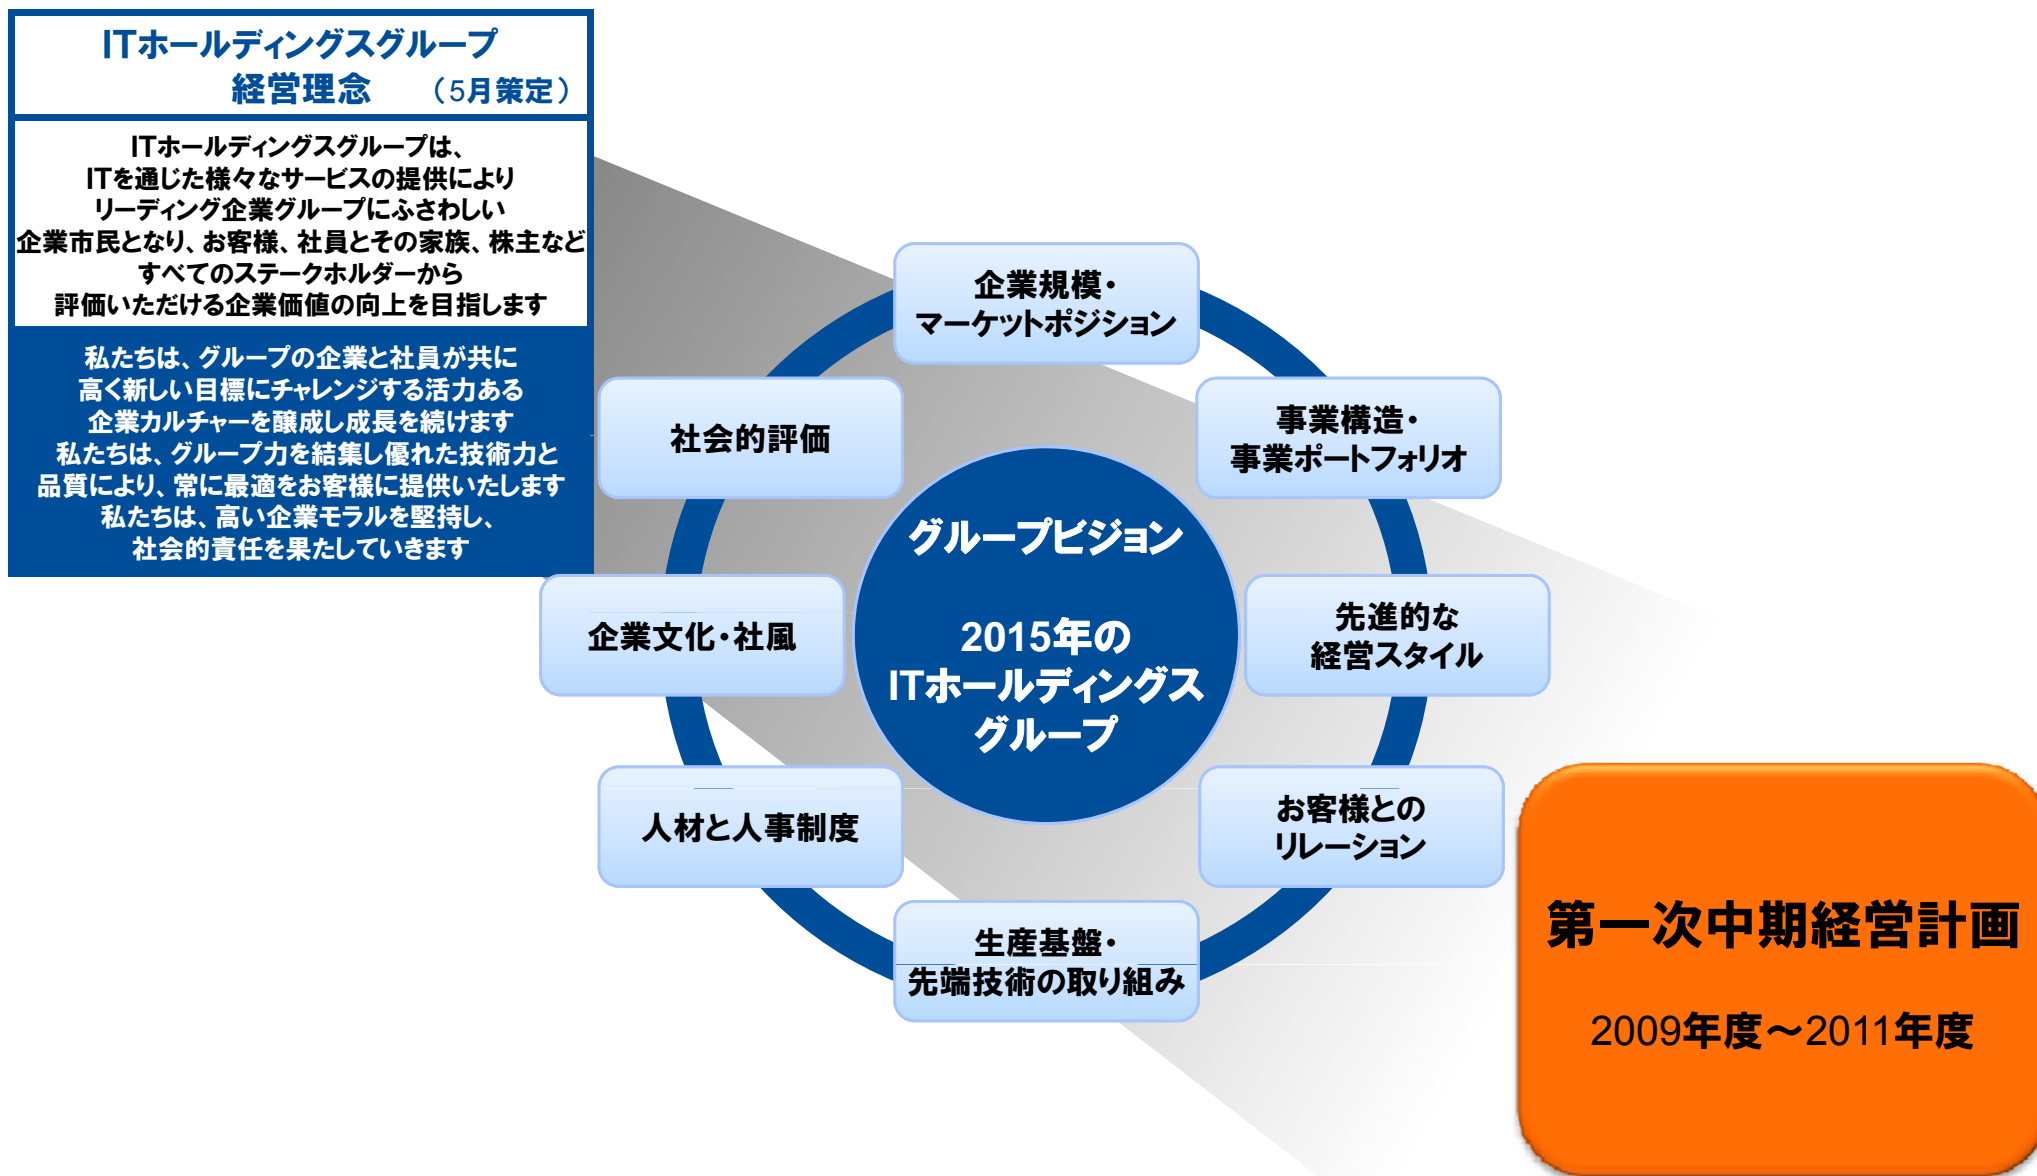 ITホールディングスグループ
経営理念　（5月策定）
ITホールディングスグループは、
ITを通じた様々なサービスの提供により
リーディング企業グループにふさわしい
企業市民となり、お客様、社員とその家族、株主など
すべてのステークホルダーから
評価いただける企業価値の向上を目指します
私たちは、グループの企業と社員が共に
高く新しい目標にチャレンジする活力ある
企業カルチャーを醸成し成長を続けます
私たちは、グループ力を結集し優れた技術力と
品質により、常に最適をお客様に提供いたします
私たちは、高い企業モラルを堅持し、
社会的責任を果たしていきます
企業規模・
マーケットポジション
事業構造・
事業ポートフォリオ
先進的な
経営スタイル
お客様との
リレーション
生産基盤・
先端技術の取り組み
人材と人事制度
企業文化・社風
社会的評価
グループビジョン
2015年の
ITホールディングス
グループ
第一次中期経営計画
2009年度～2011年度